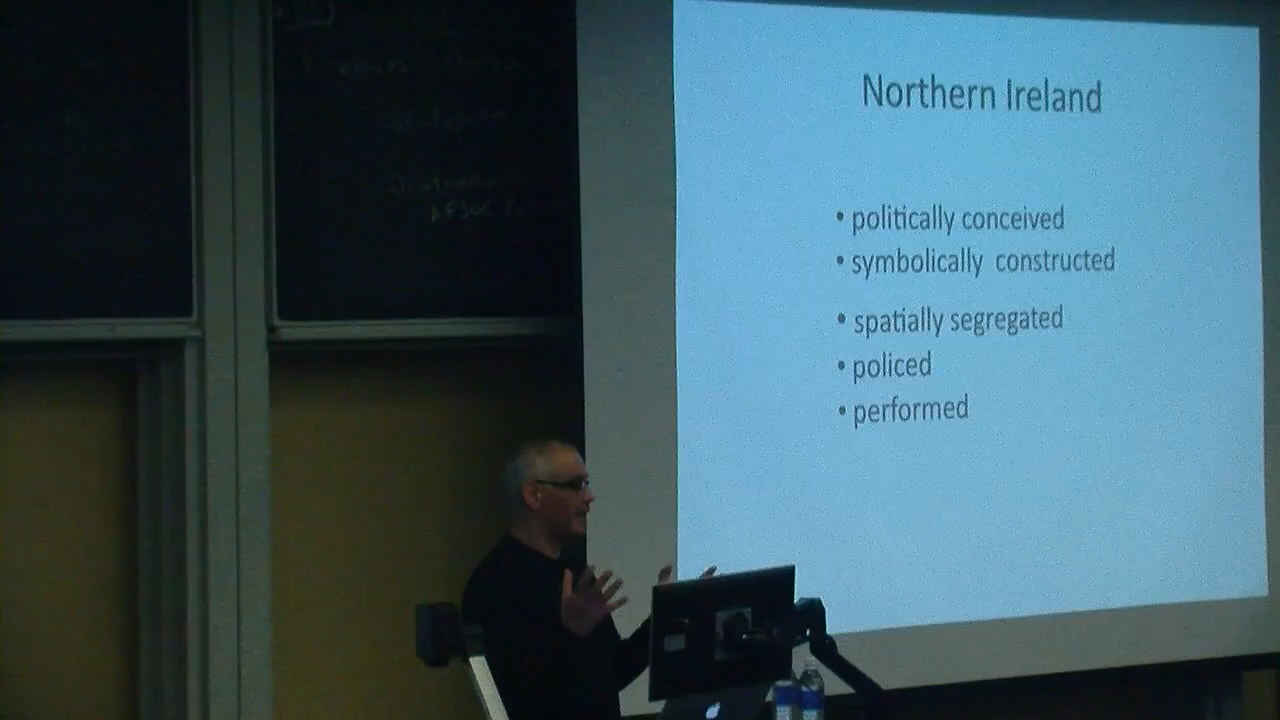 Northern Ireland
• politically conceived
• symbolically constructed
• spatially segregated
• policed
• performed